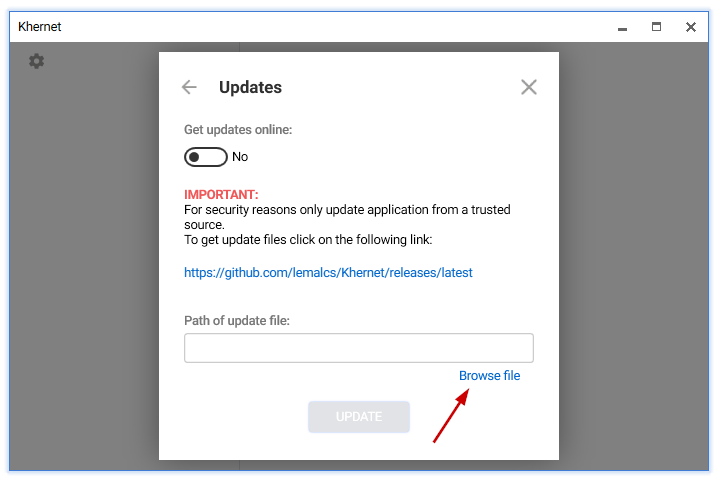 Khernet
Updates
Get updates online:
No
IMPORTANT:
For security reasons only update application from a trusted
source.
To get update files click on the following link:
https://github.com/lemalcs/Khernet/releases/latest
Path of update file:
Browse file
UPDATE